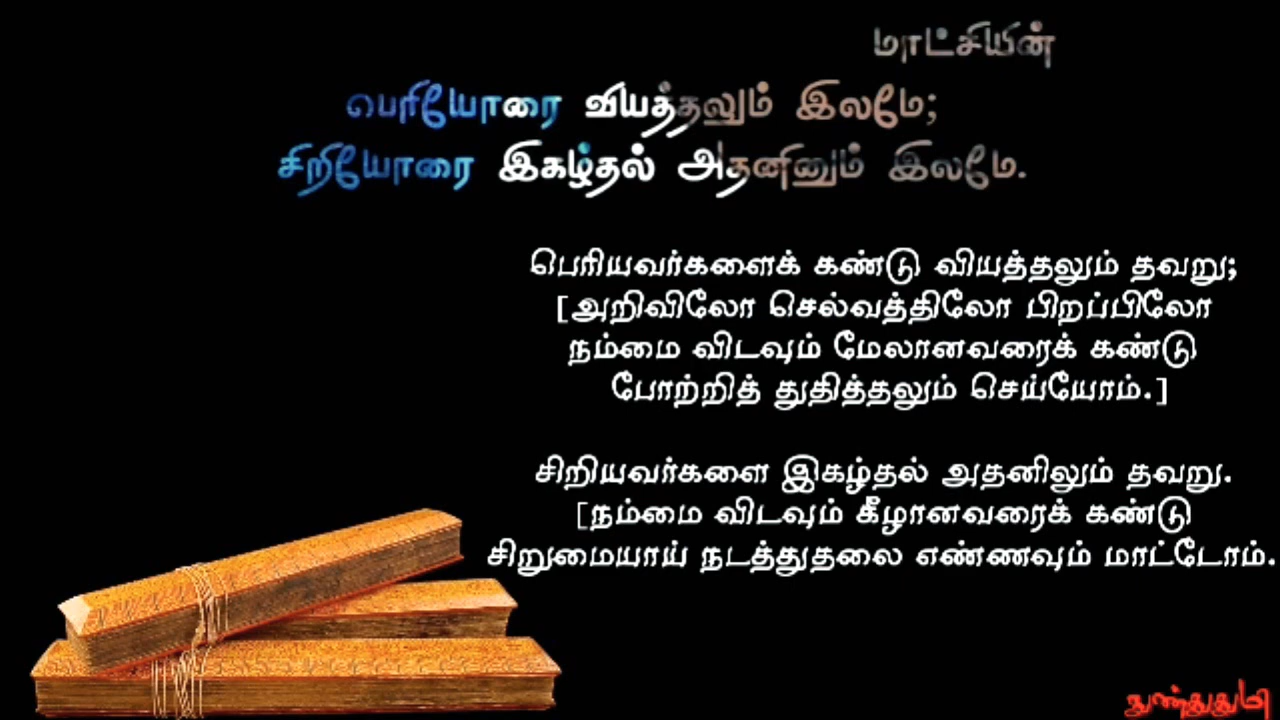 மாட்சியின்
பெரியோரை வியத்தலும் இலமே;
சிறியோரை இகழ்தல் அதனினும் இலமே.
பெரியவர்களைக் கண்டு வியத்தலும் தவறு;
[அறிவிலோ செல்வத்திலோ பிறப்பிலோ
நம்மை விடவும் மேலானவரைக் கண்டு
போற்றித் துதித்தலும் செய்யோம்.]
சிறியவர்களை இகழ்தல் அதனிலும் தவறு.
[நம்மை விடவும் கீழானவரைக் கண்டு
சிறுமையாய் நடத்துதலை எண்ணவும் மாட்டோம்.